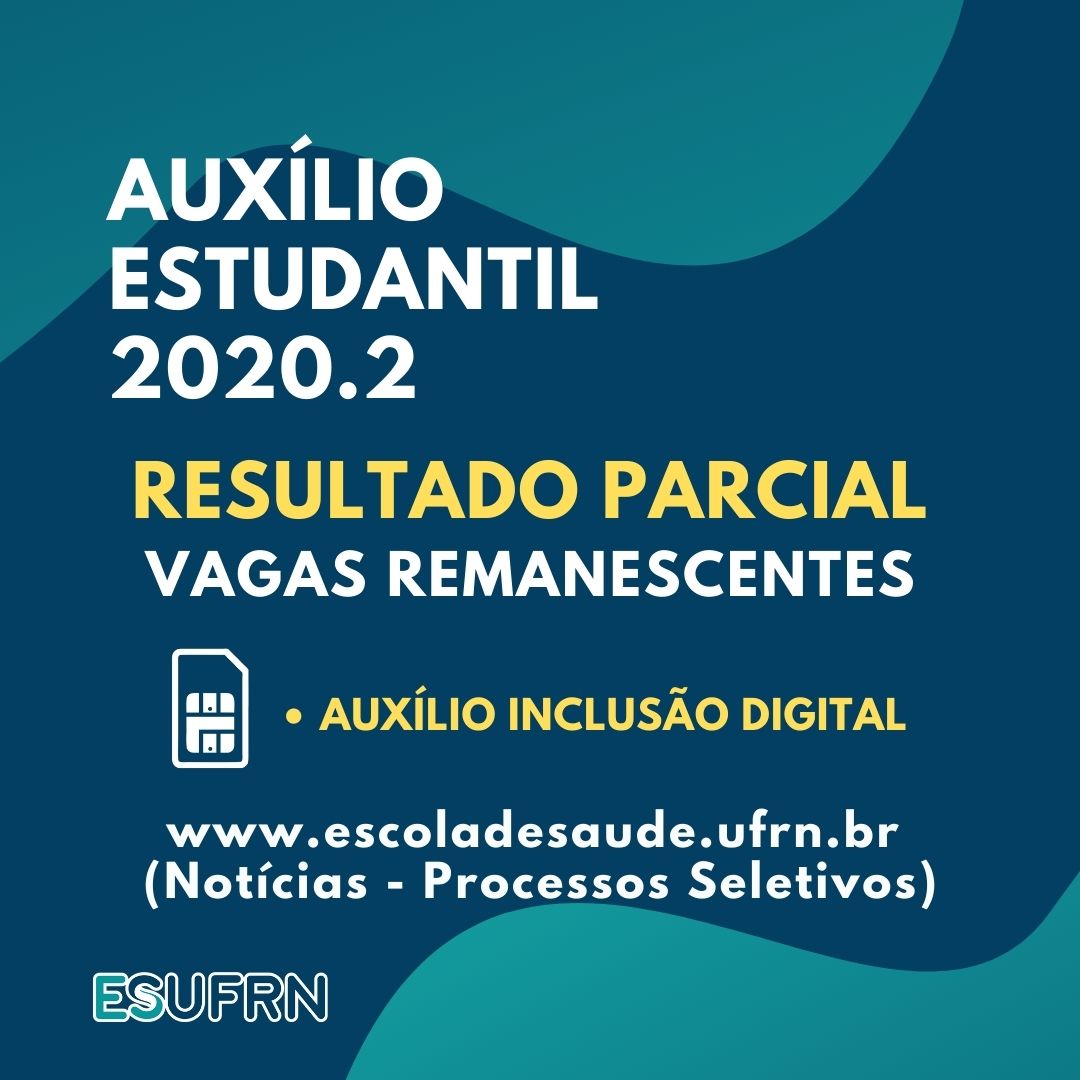 AUXÍLIO
ESTUDANTIL
2020.2
RESULTADO PARCIAL
VAGAS REMANESCENTES
• AUXÍLIO INCLUSÃO DIGITAL
www.escoladesaude.ufrn.br
(Notícias - Processos Seletivos)
ESUFRN